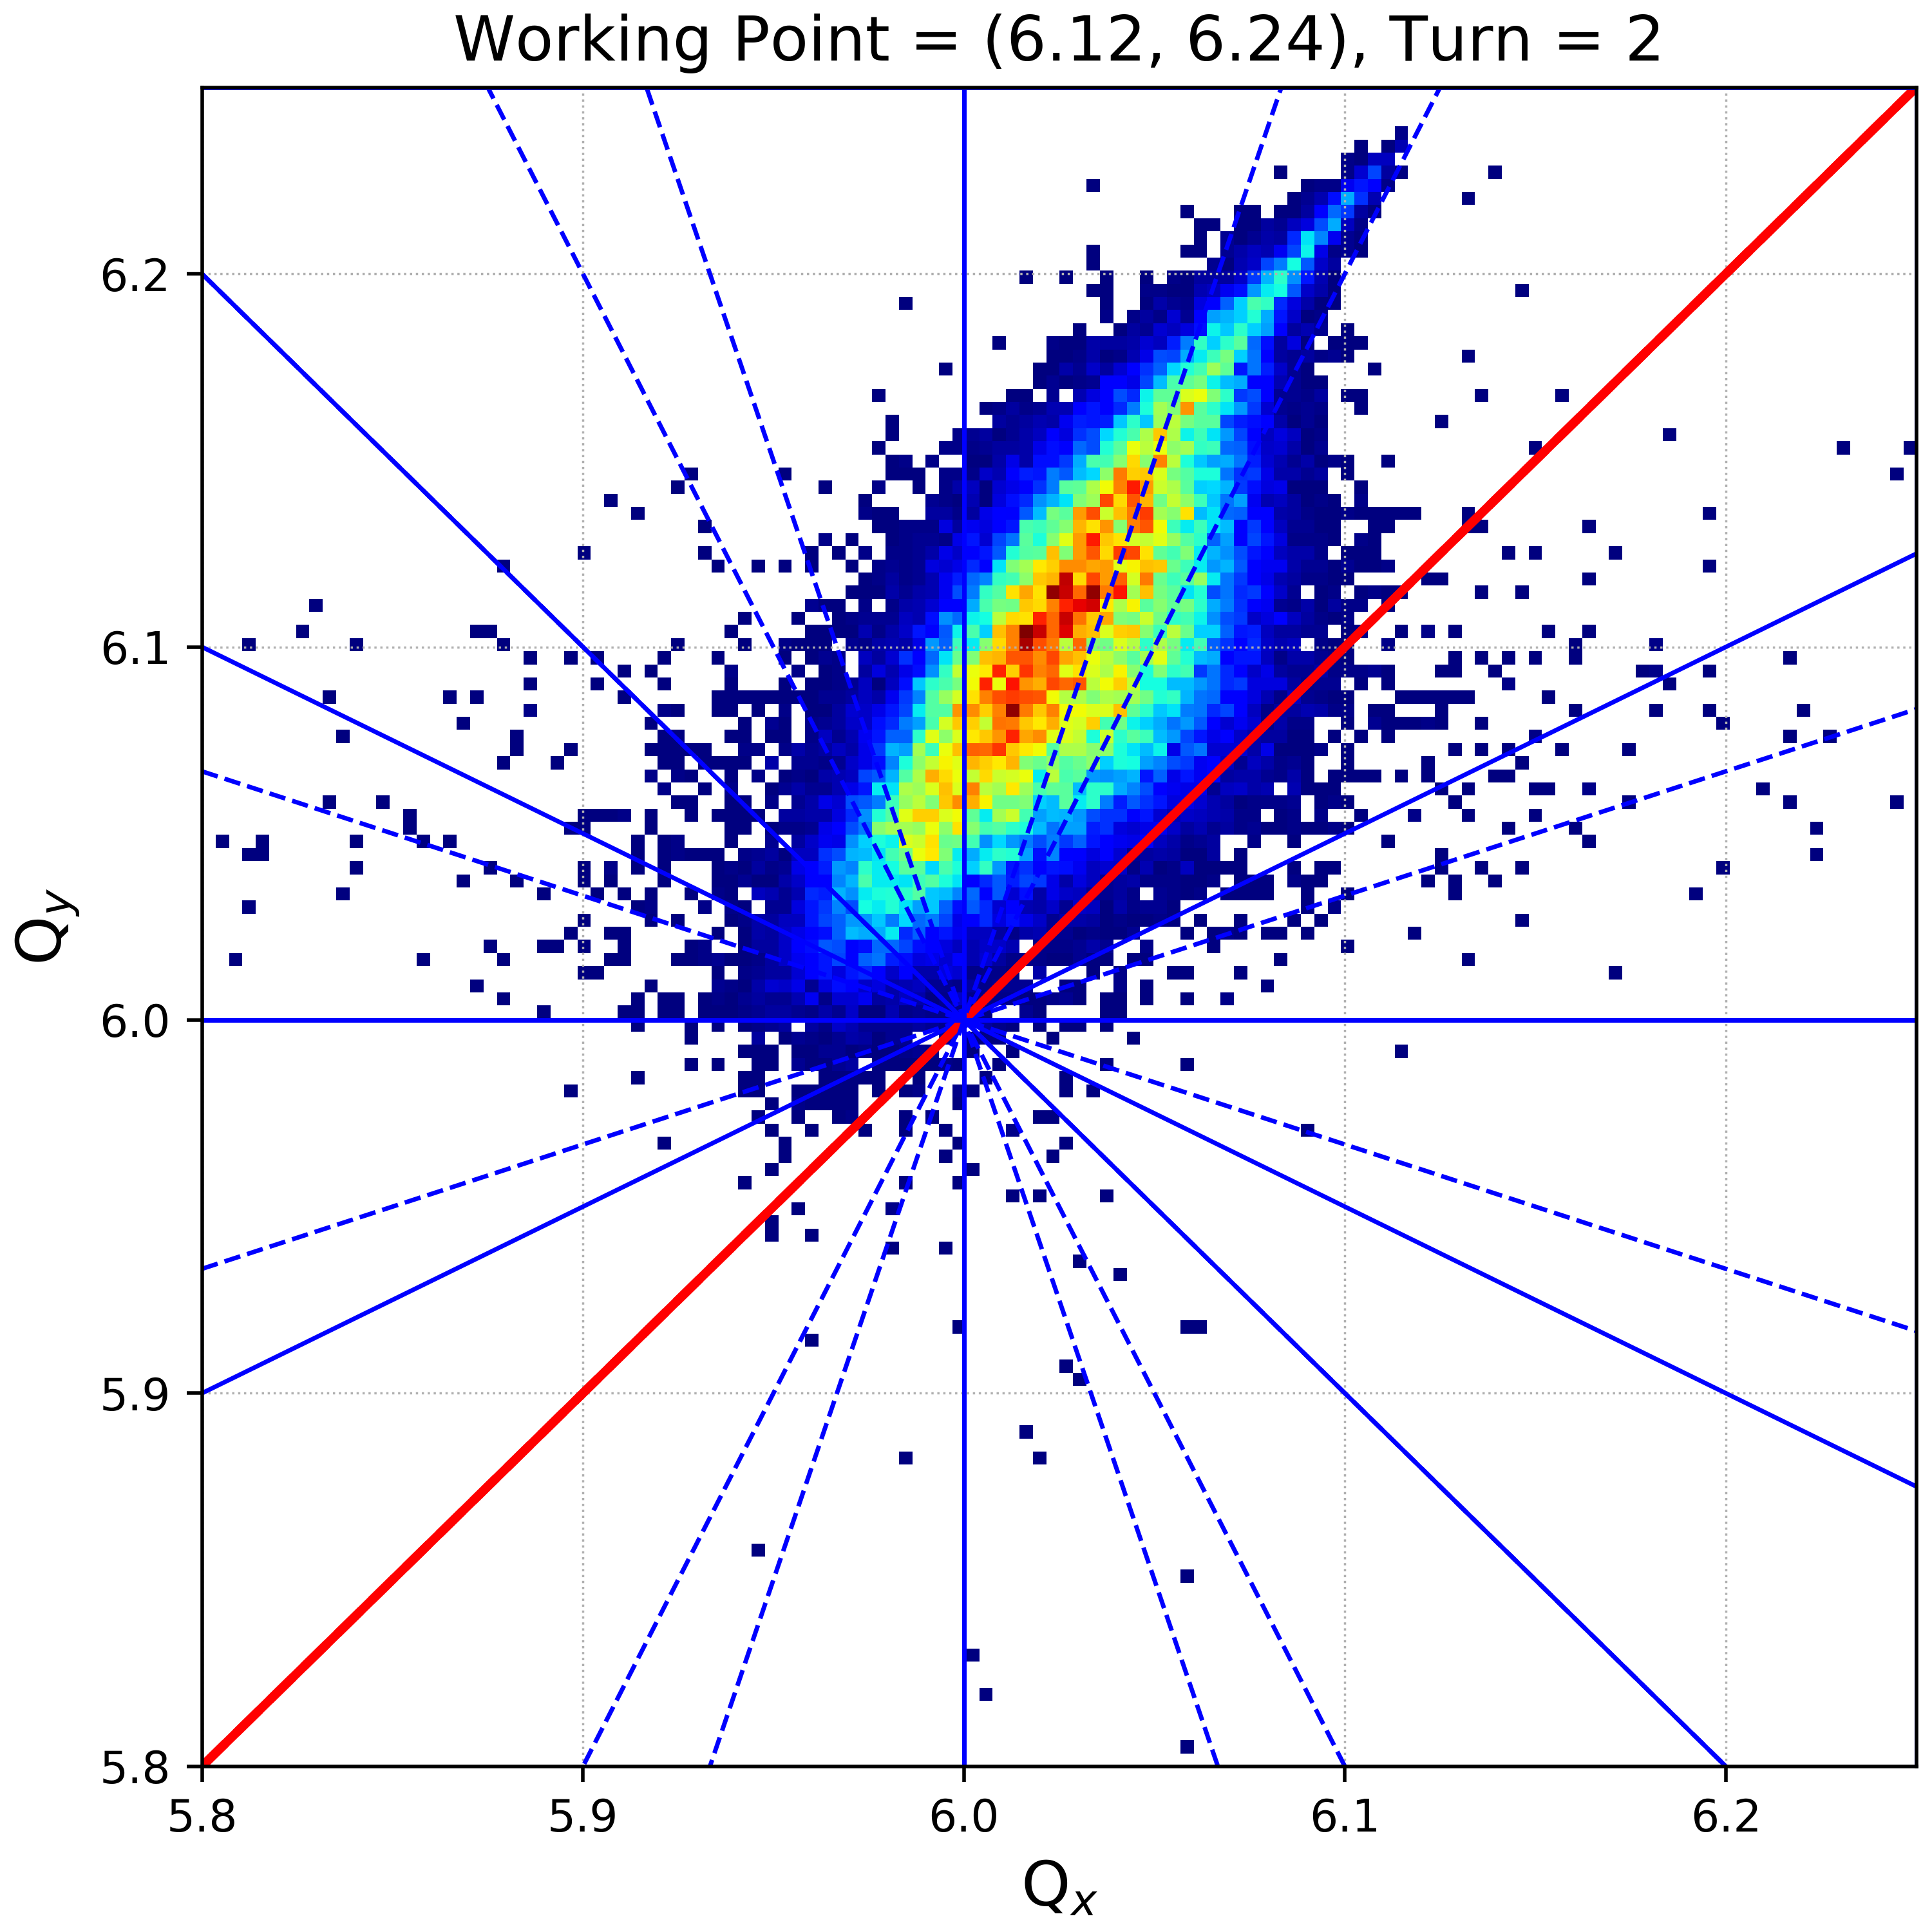 Working Point = (6.12, 6.24), Turn = 2
6.2
6.1
6.0
5.9
5.8
Qy
5.8 5.9 6.0 6.1 6.2
Qx